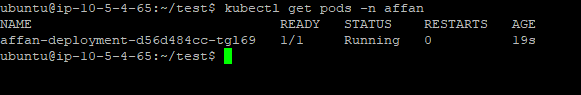 ubuntu@ip-10-5-4-65:~/test$ kubectl get pods -n affan
NAME READY STATUS RESTARTS AGE
affan-deployment-d56d484cc-tgl69 1/1 Running 0 19s
ubuntu@ip-10-5-4-65:~/test$